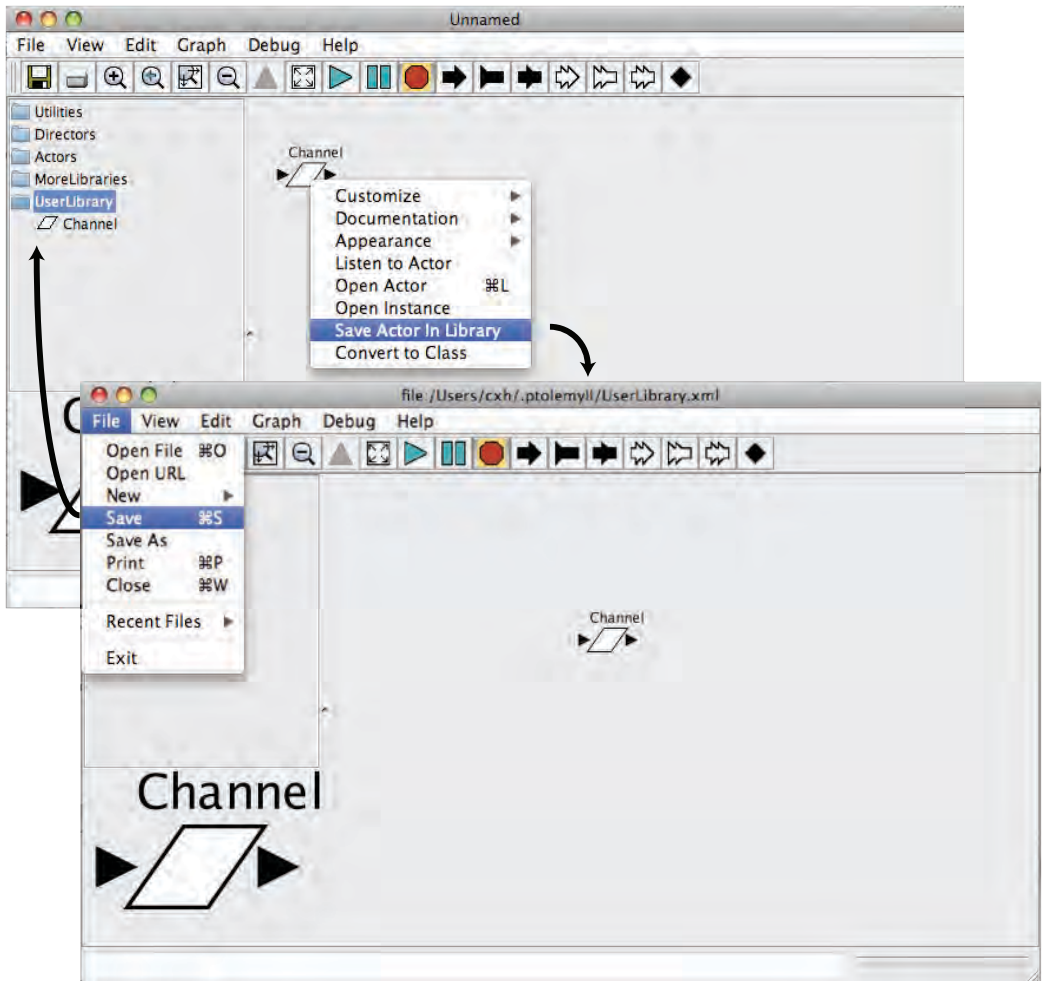 Unnamed
File View Edit Graph Debug Help
Utilities
Directors
Actors
MoreLibraries
UserLibrary
Channel
Channel
Customize
Documentation
Appearance
Listen to Actor
Open Actor ⌘L
Open Instance
Save Actor In Library
Convert to Class
file:/Users/cxh/.ptolemyII/UserLibrary.xml
File View Edit Graph Debug Help
Open File ⌘O
Open URL
New
Save ⌘S
Save As
Print ⌘P
Close ⌘W
Recent Files
Exit
Channel
Channel